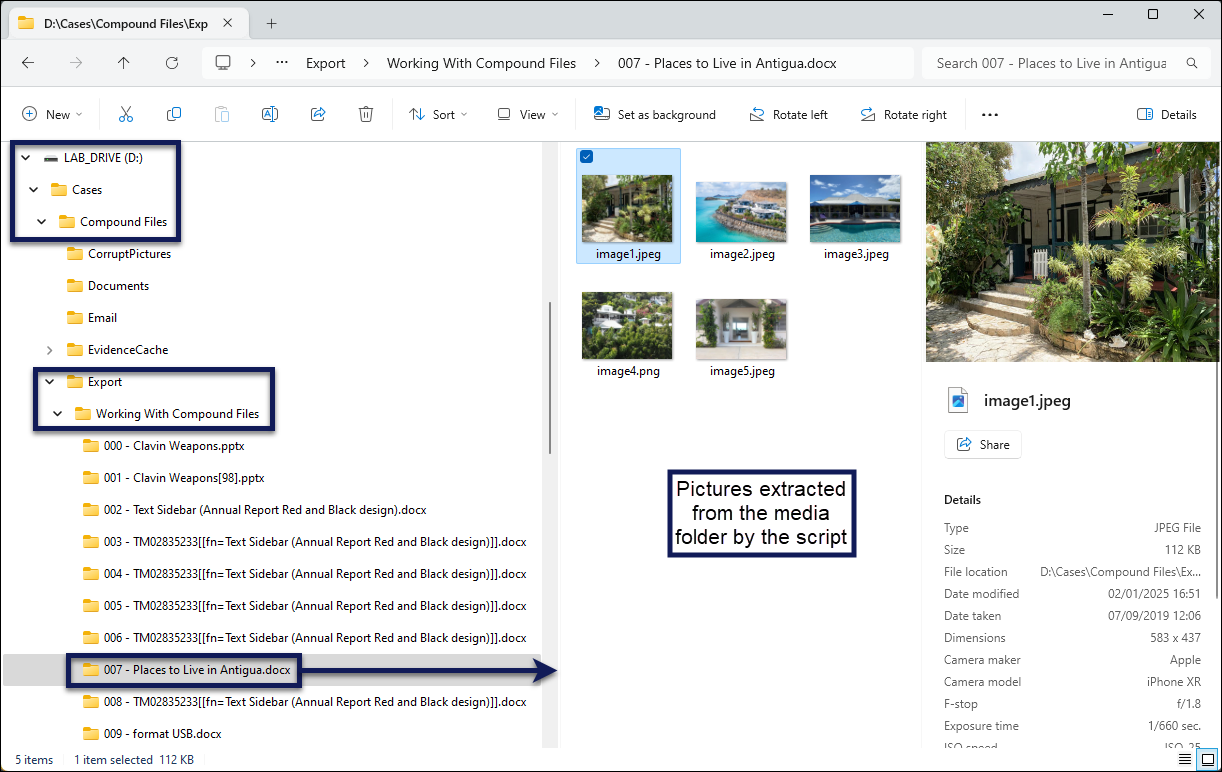 D:\Cases\Compound Files\Exp
Export
Working With Compound Files
007 - Places to Live in Antigua.docx
Search 007 - Places to Live in Antigua
New
Sort
View
Set as background
Rotate left
Rotate right
Details
LAB_DRIVE (D:)
Cases
Compound Files
CorruptPictures
Documents
Email
EvidenceCache
Export
Working With Compound Files
000 - Clavin Weapons.pptx
001 - Clavin Weapons[98].pptx
002 - Text Sidebar (Annual Report Red and Black design).docx
003 - TM02835233[[fn=Text Sidebar (Annual Report Red and Black design)]].docx
004 - TM02835233[[fn=Text Sidebar (Annual Report Red and Black design)]].docx
005 - TM02835233[[fn=Text Sidebar (Annual Report Red and Black design)]].docx
006 - TM02835233[[fn=Text Sidebar (Annual Report Red and Black design)]].docx
007 - Places to Live in Antigua.docx
008 - TM02835233[[fn=Text Sidebar (Annual Report Red and Black design)]].docx
009 - format USB.docx
image1.jpeg
image2.jpeg
image3.jpeg
image4.png
image5.jpeg
Pictures extracted
from the media
folder by the script
image1.jpeg
Share
Details
Type JPEG File
Size 112 KB
File location D:\Cases\Compound Files\Ex...
Date modified 02/01/2025 16:51
Date taken 07/09/2019 12:06
Dimensions 583 x 437
Camera maker Apple
Camera model iPhone XR
F-stop f/1.8
Exposure time 1/660 sec.
ISO speed ISO-25
5 items 1 item selected 112 KB